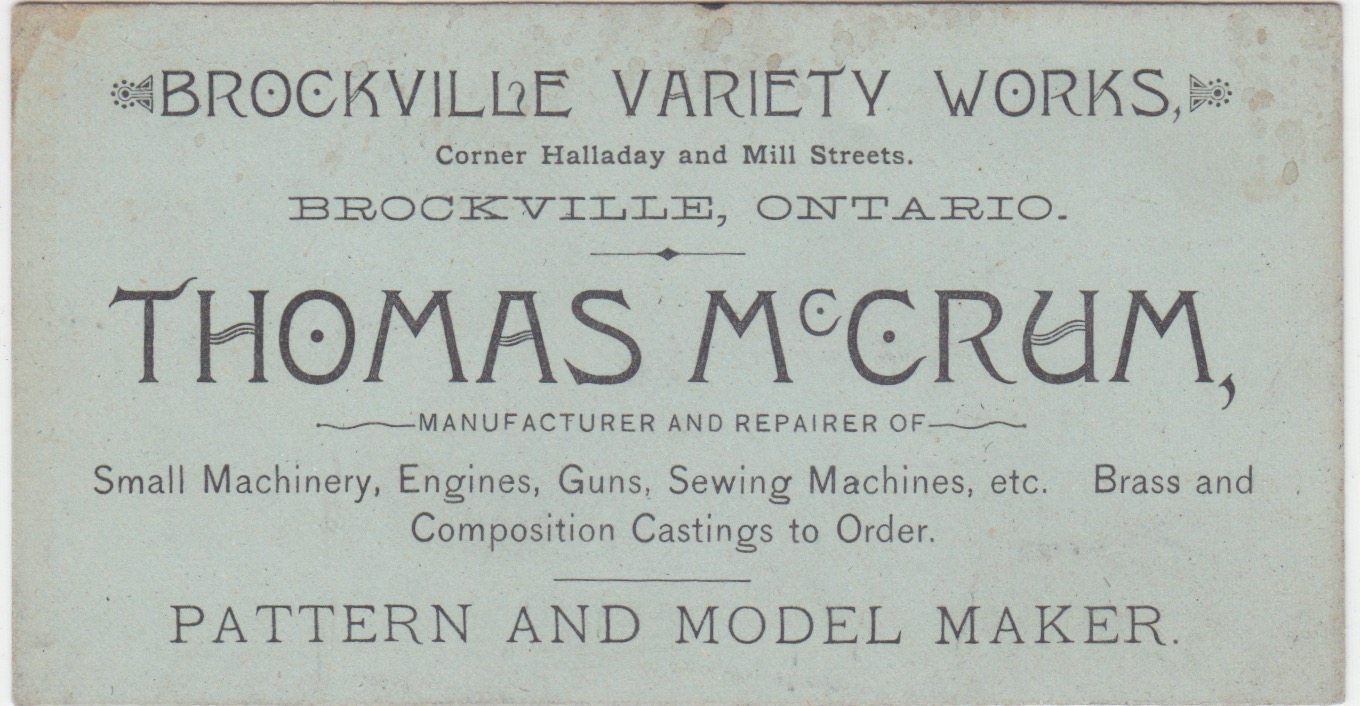 BROCKVILLE VARIETY WORKS,
Corner Halladay and Mill Streets.
BROCKVILLE, ONTARIO.
THOMAS McCRUM,
MANUFACTURER AND REPAIRER OF
Small Machinery, Engines, Guns, Sewing Machines, etc. Brass and
Composition Castings to Order.
PATTERN AND MODEL MAKER.